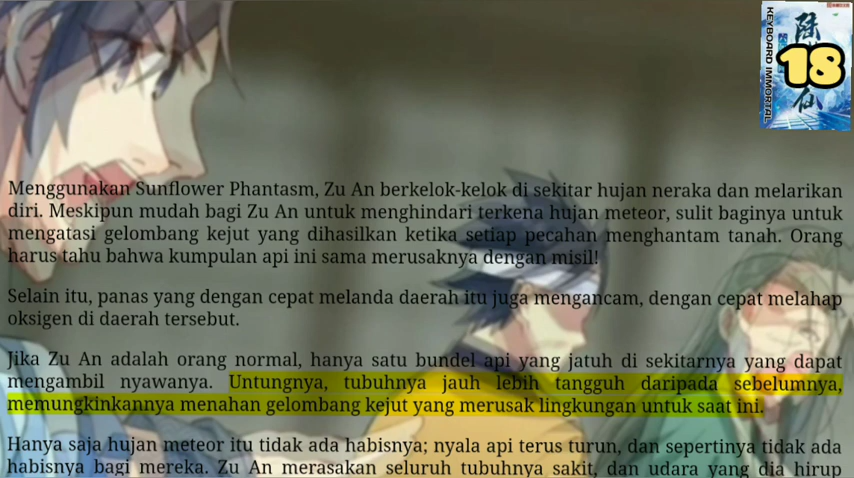 陆
仙
KEYBOARD IMMORTAL
18
Menggunakan Sunflower Phantasm, Zu An berkelok-kelok di sekitar hujan neraka dan melarikan
diri. Meskipun mudah bagi Zu An untuk menghindari terkena hujan meteor, sulit baginya untuk
mengatasi gelombang kejut yang dihasilkan ketika setiap pecahan menghantam tanah. Orang
harus tahu bahwa kumpulan api ini sama merusaknya dengan misil!
Selain itu, panas yang dengan cepat melanda daerah itu juga mengancam, dengan cepat melahap
oksigen di daerah tersebut.
Jika Zu An adalah orang normal, hanya satu bundel api yang jatuh di sekitarnya yang dapat
mengambil nyawanya. Untungnya, tubuhnya jauh lebih tangguh daripada sebelumnya,
memungkinkannya menahan gelombang kejut yang merusak lingkungan untuk saat ini.
Hanya saja hujan meteor itu tidak ada habisnya; nyala api terus turun, dan sepertinya tidak ada
habisnya bagi mereka. Zu An merasakan seluruh tubuhnya sakit, dan udara yang dia hirup